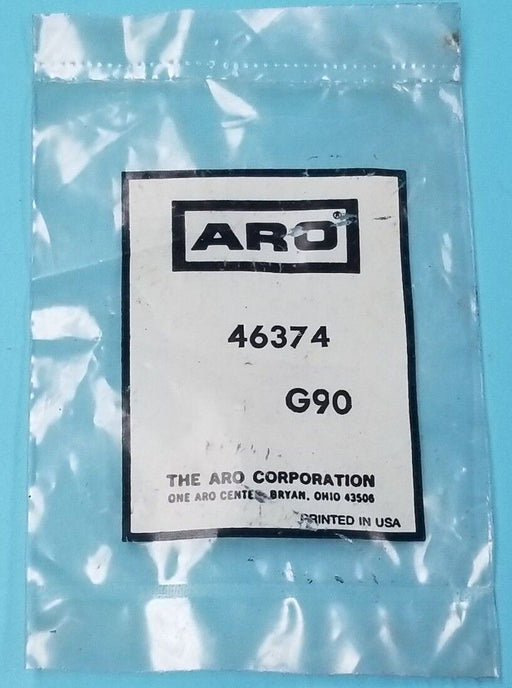 ARO®
46374
G90
THE ARO CORPORATION
ONE ARO CENTER BRYAN, OHIO 43506
PRINTED IN USA